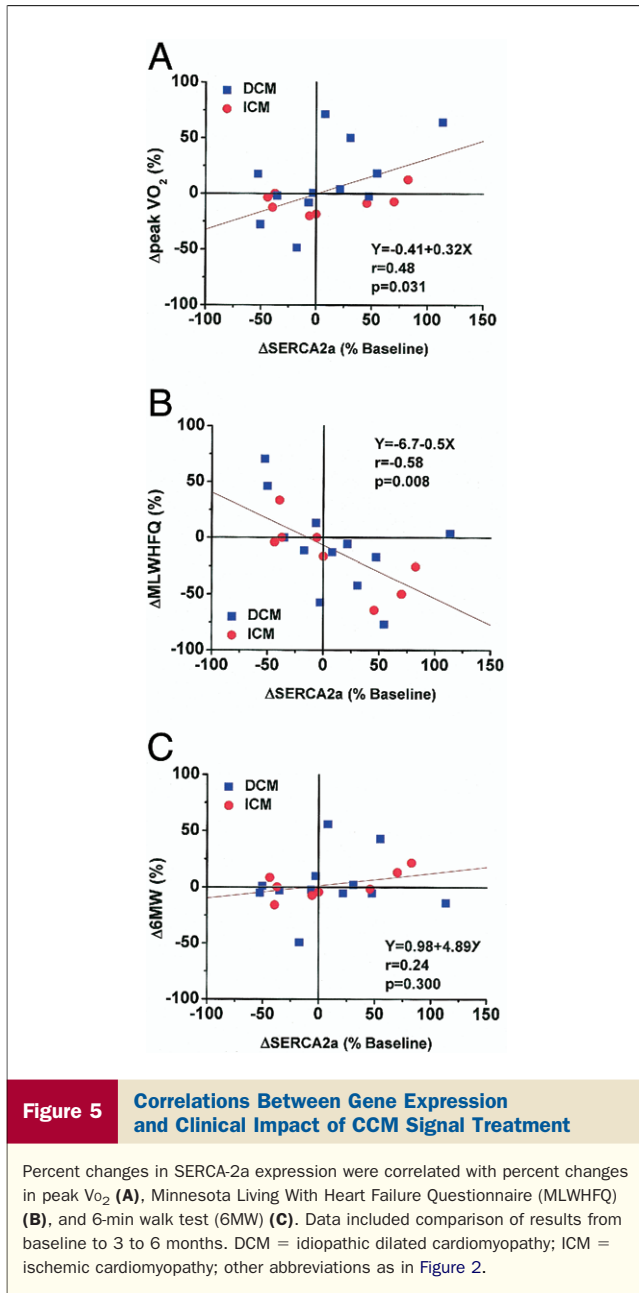 A
100
DCM
ICM
50
0
-50
-100
Δpeak VO₂ (%)
Y=-0.41+0.32X
r=0.48
p=0.031
-100 -50 0 50 100 150
ΔSERCA2a (% Baseline)
B
100
50
0
-50
-100
ΔMLWHFQ (%)
Y=-6.7-0.5X
r=-0.58
p=0.008
DCM
ICM
-100 -50 0 50 100 150
ΔSERCA2a (% Baseline)
C
100
DCM
ICM
50
0
-50
-100
Δ6MW (%)
Y=0.98+4.89
r=0.24
p=0.300
-100 -50 0 50 100 150
ΔSERCA2a (% Baseline)
Figure 5
Correlations Between Gene Expression
and Clinical Impact of CCM Signal Treatment
Percent changes in SERCA-2a expression were correlated with percent changes
in peak Vo₂ (A), Minnesota Living With Heart Failure Questionnaire (MLWHFQ)
(B), and 6-min walk test (6MW) (C). Data included comparison of results from
baseline to 3 to 6 months. DCM = idiopathic dilated cardiomyopathy; ICM =
ischemic cardiomyopathy; other abbreviations as in Figure 2.